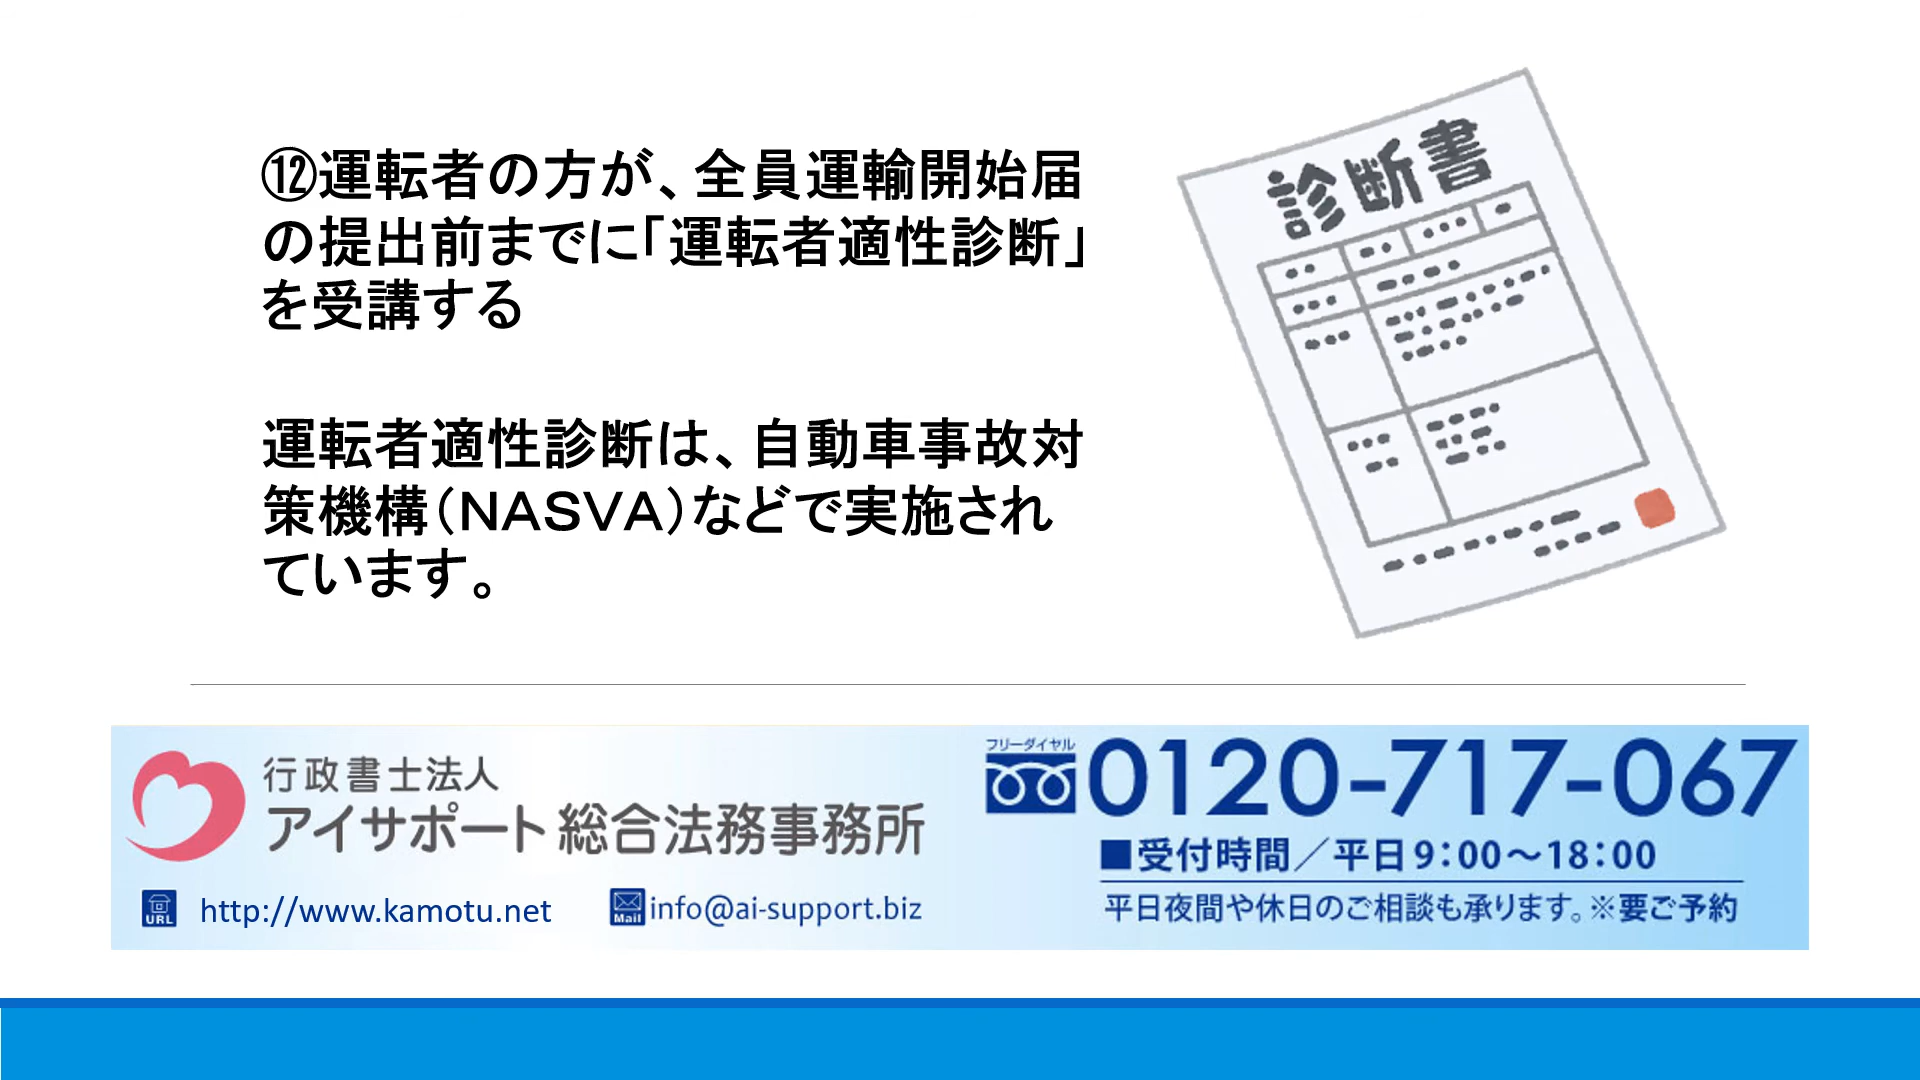 ⑫運転者の方が、全員運輸開始届
の提出前までに「運転者適性診断」
を受講する
運転者適性診断は、自動車事故対
策機構（NASVA）などで実施され
ています。
診断書
行政書士法人
アイサポート総合法務事務所
URL http://www.kamotu.net
Mail info@ai-support.biz
フリーダイヤル
0120-717-067
■受付時間／平日9：00～18：00
平日夜間や休日のご相談も承ります。※要ご予約